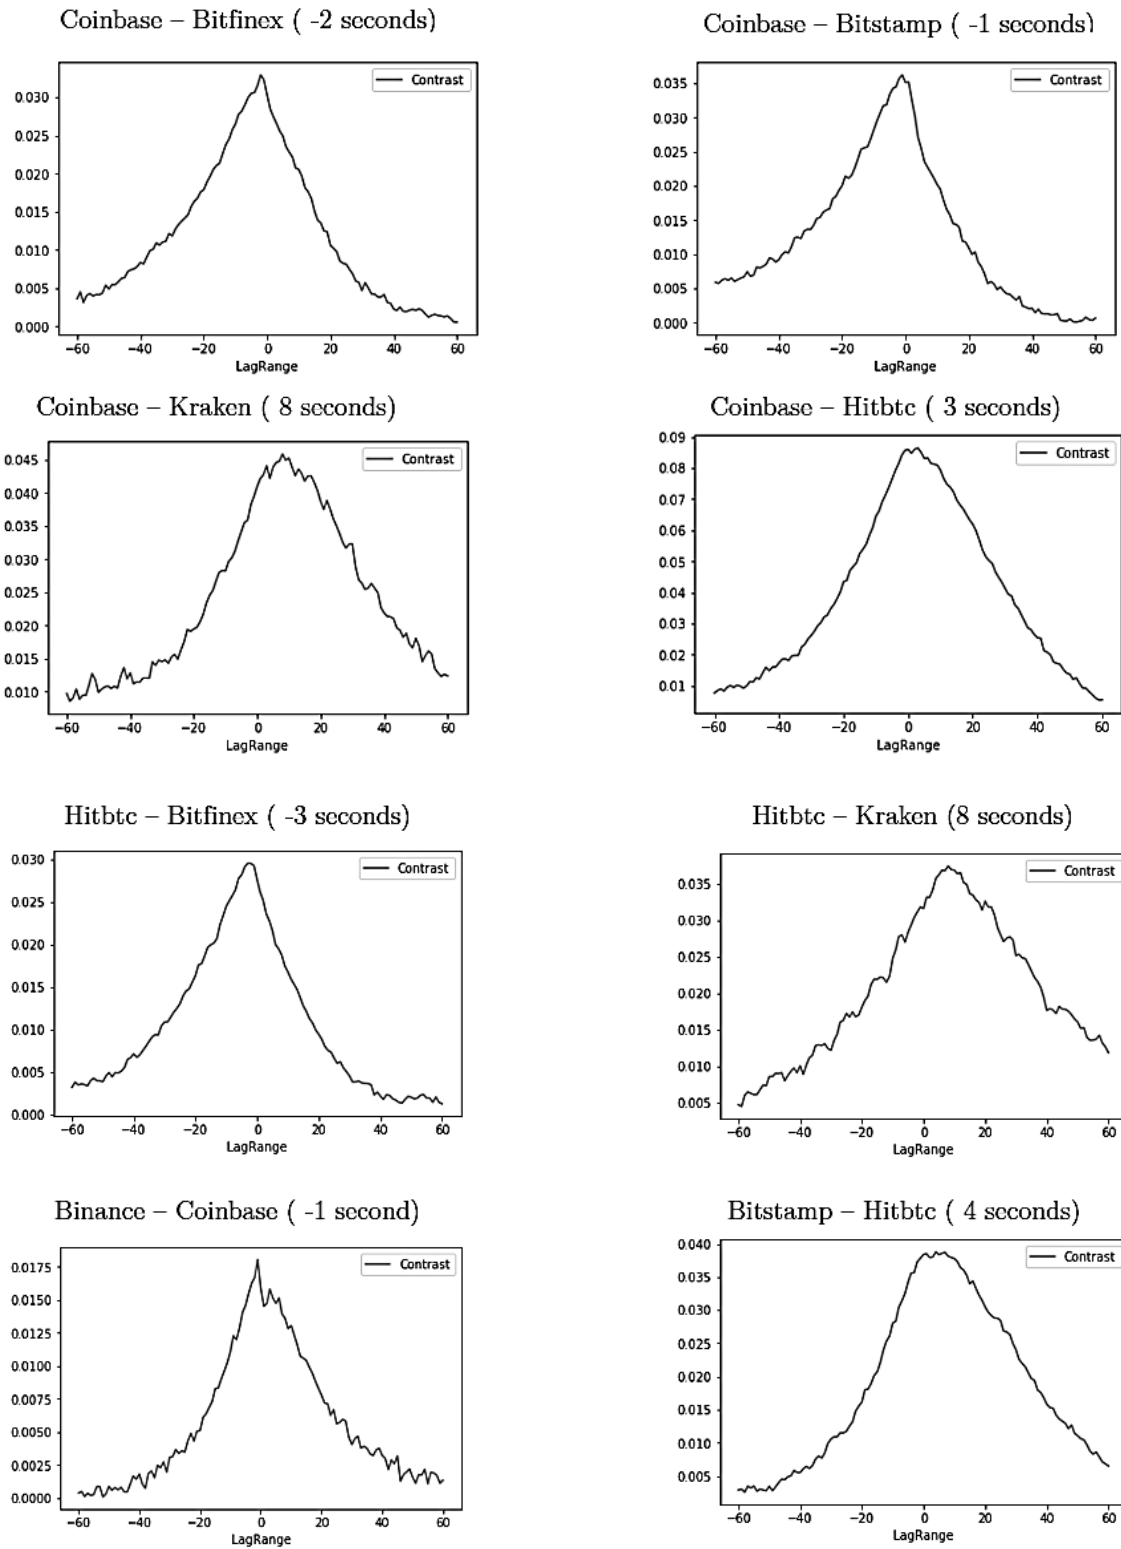 Coinbase – Bitfinex ( -2 seconds)
Contrast
0.030
0.025
0.020
0.015
0.010
0.005
0.000
−60 −40 −20 0 20 40 60
LagRange
Coinbase – Bitstamp ( -1 seconds)
Contrast
0.035
0.030
0.025
0.020
0.015
0.010
0.005
0.000
−60 −40 −20 0 20 40 60
LagRange
Coinbase – Kraken ( 8 seconds)
Contrast
0.045
0.040
0.035
0.030
0.025
0.020
0.015
0.010
−60 −40 −20 0 20 40 60
LagRange
Coinbase – Hitbtc ( 3 seconds)
Contrast
0.09
0.08
0.07
0.06
0.05
0.04
0.03
0.02
0.01
−60 −40 −20 0 20 40 60
LagRange
Hitbtc – Bitfinex ( -3 seconds)
Contrast
0.030
0.025
0.020
0.015
0.010
0.005
0.000
−60 −40 −20 0 20 40 60
LagRange
Hitbtc – Kraken (8 seconds)
Contrast
0.035
0.030
0.025
0.020
0.015
0.010
0.005
−60 −40 −20 0 20 40 60
LagRange
Binance – Coinbase ( -1 second)
Contrast
0.0175
0.0150
0.0125
0.0100
0.0075
0.0050
0.0025
0.0000
−60 −40 −20 0 20 40 60
LagRange
Bitstamp – Hitbtc ( 4 seconds)
Contrast
0.040
0.035
0.030
0.025
0.020
0.015
0.010
0.005
−60 −40 −20 0 20 40 60
LagRange